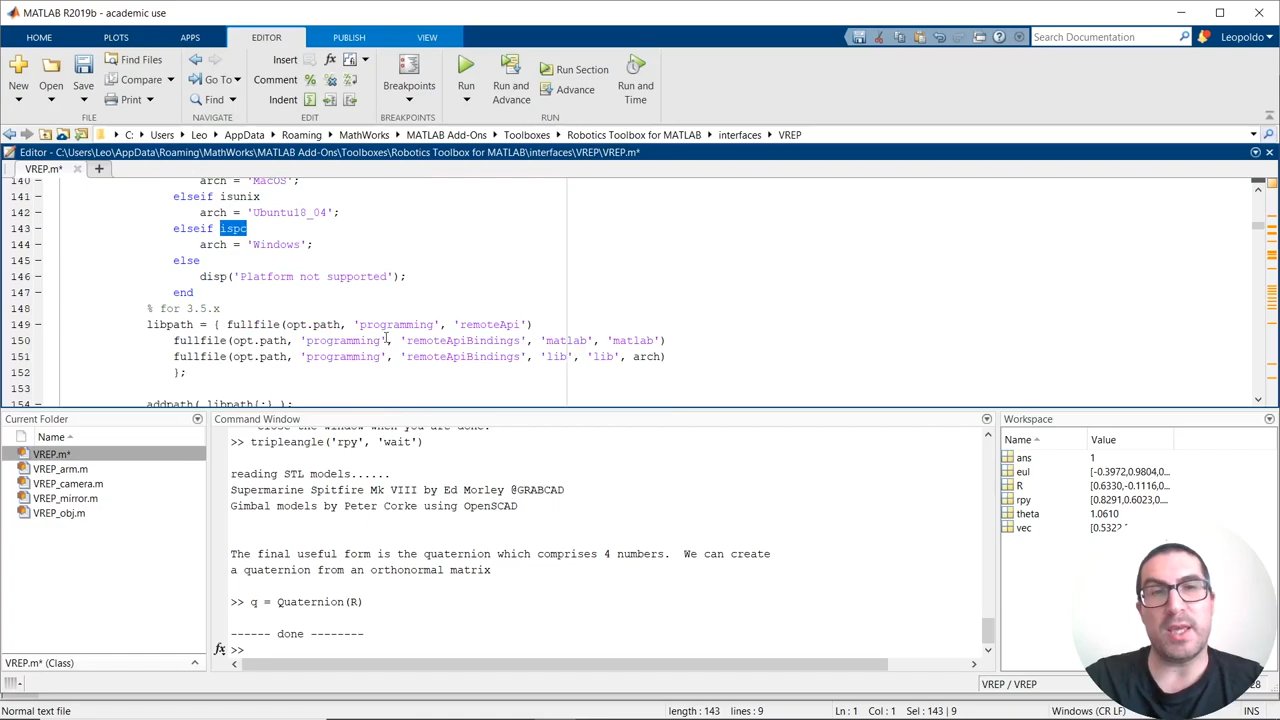 MATLAB R2019b - academic use
HOME PLOTS APPS EDITOR PUBLISH VIEW Search Documentation Leopoldo
New Open Save Find Files Compare Print
Go To Find
Insert Comment Indent
Breakpoints
Run Run and Advance Run Section Advance Run and Time
FILE NAVIGATE EDIT BREAKPOINTS RUN
C: Users Leo AppData Roaming MathWorks MATLAB Add-Ons Toolboxes Robotics Toolbox for MATLAB interfaces VREP
Editor - C:\Users\Leo\AppData\Roaming\MathWorks\MATLAB Add-Ons\Toolboxes\Robotics Toolbox for MATLAB\interfaces\VREP\VREP.m*
VREP.m*
140 arch = 'MacOS';
141 elseif isunix
142 arch = 'Ubuntu18_04';
143 elseif ispc
144 arch = 'Windows';
145 else
146 disp('Platform not supported');
147 end
148 % for 3.5.x
149 libpath = { fullfile(opt.path, 'programming', 'remoteApi')
150 fullfile(opt.path, 'programming', 'remoteApiBindings', 'matlab', 'matlab')
151 fullfile(opt.path, 'programming', 'remoteApiBindings', 'lib', 'lib', arch)
152 };
153
154 addpath( libpath{:} );
Current Folder
Name
VREP.m*
VREP_arm.m
VREP_camera.m
VREP_mirror.m
VREP_obj.m
VREP.m* (Class)
Command Window
close the window when you are done.
>> tripleangle('rpy', 'wait')
reading STL models......
Supermarine Spitfire Mk VIII by Ed Morley @GRABCAD
Gimbal models by Peter Corke using OpenSCAD
The final useful form is the quaternion which comprises 4 numbers. We can create
a quaternion from an orthonormal matrix
>> q = Quaternion(R)
------ done --------
fx >>
Workspace
Name Value
ans 1
eul [-0.3972,0.9804,0...
R [0.6330,-0.1116,0...
rpy [0.8291,0.6023,0...
theta 1.0610
vec [0.5322
VREP / VREP
Normal text file length : 143 lines : 9 Ln : 1 Col : 1 Sel : 143 | 9 Windows (CR LF) INS